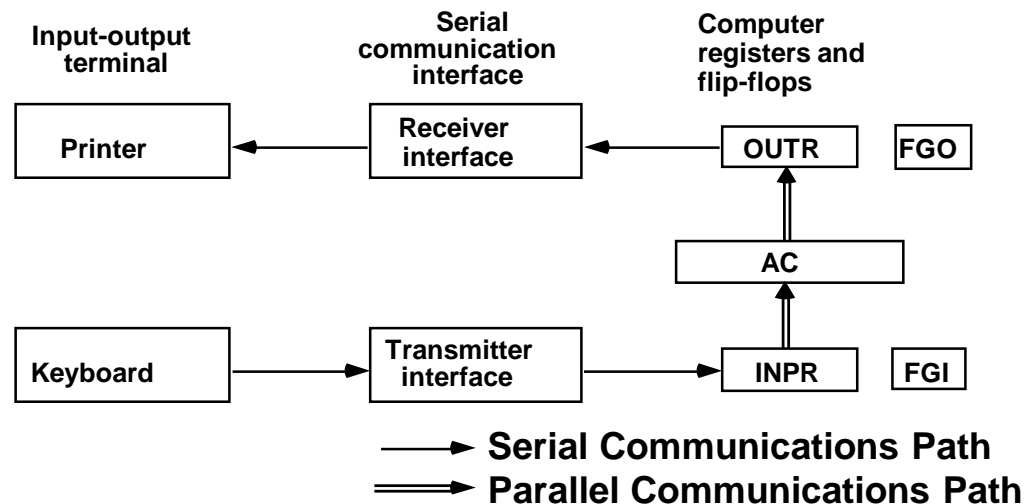 Input-output
terminal
Serial
communication
interface
Computer
registers and
flip-flops
Printer
Receiver
interface
OUTR
FGO
AC
Keyboard
Transmitter
interface
INPR
FGI
Serial Communications Path
Parallel Communications Path